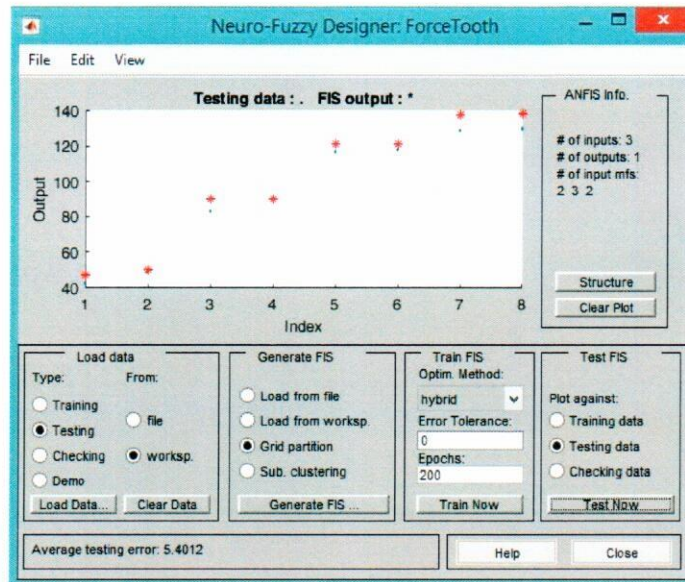 Neuro-Fuzzy Designer: ForceTooth
File Edit View
Testing data : . FIS output : *
140
120
100
80
60
40
Output
1 2 3 4 5 6 7 8
Index
ANFIS Info.
# of inputs: 3
# of outputs: 1
# of input mfs:
2 3 2
Structure
Clear Plot
Load data
Type: From:
Training
Testing
Checking
Demo
file
worksp.
Load Data... Clear Data
Generate FIS
Load from file
Load from worksp.
Grid partition
Sub. clustering
Generate FIS ...
Train FIS
Optim. Method:
hybrid
Error Tolerance:
0
Epochs:
200
Train Now
Test FIS
Plot against:
Training data
Testing data
Checking data
Test Now
Average testing error: 5.4012
Help Close